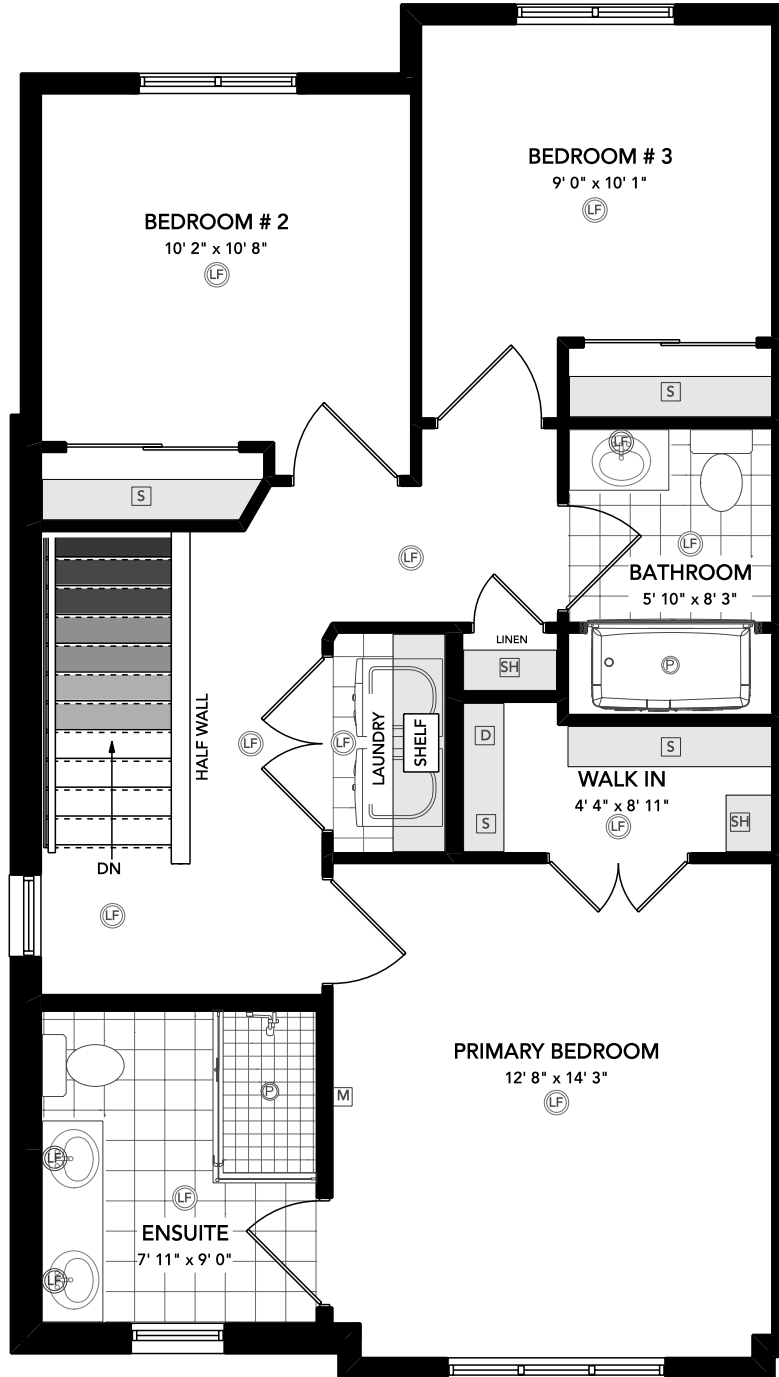 BEDROOM # 3
9' 0" x 10' 1"
LF
BEDROOM # 2
10' 2" x 10' 8"
LF
S
LF
S
LF
LF
BATHROOM
5' 10" x 8' 3"
LINEN
SH
P
HALF WALL
LF
LF
LAUNDRY
SHELF
D
S
WALK IN
4' 4" x 8' 11"
LF
S
SH
DN
LF
PRIMARY BEDROOM
12' 8" x 14' 3"
LF
M
P
LF
LF
ENSUITE
7' 11" x 9' 0"
LF